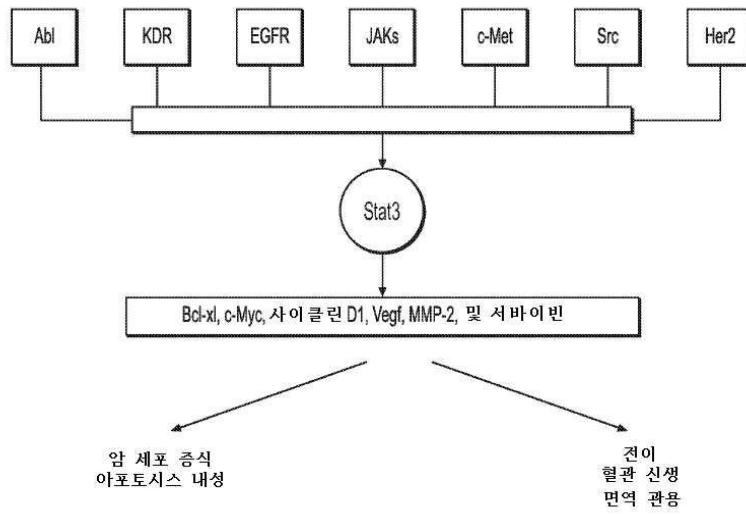 Abl
KDR
EGFR
JAKs
c-Met
Src
Her2
Stat3
Bcl-xl, c-Myc, 사이클린 D1, Vegf, MMP-2, 및 서바이빈
암 세포 증식
아포토시스 내성
전이
혈관 신생
면역 관용